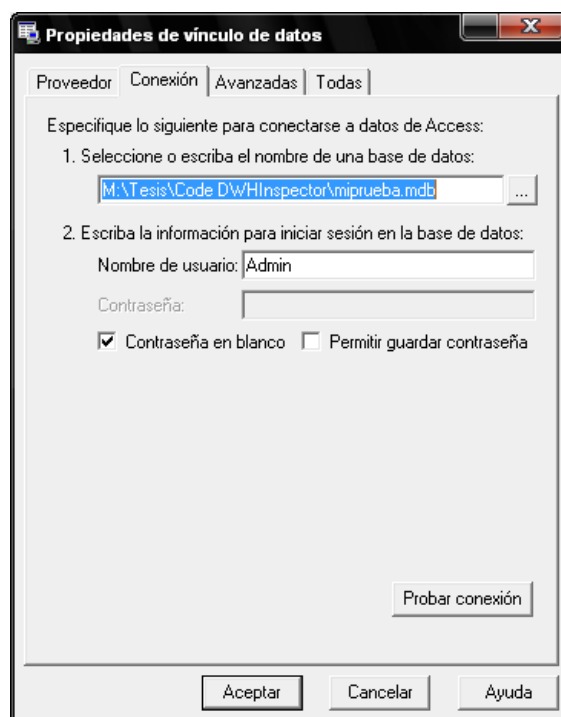 Propiedades de vínculo de datos
Proveedor Conexión Avanzadas Todas
Especifique lo siguiente para conectarse a datos de Access:
1. Seleccione o escriba el nombre de una base de datos:
M:\Tesis\Code DWHInspector\miprueba.mdb ...
2. Escriba la información para iniciar sesión en la base de datos:
Nombre de usuario: Admin
Contraseña:
Contraseña en blanco Permitir guardar contraseña
Probar conexión
Aceptar Cancelar Ayuda